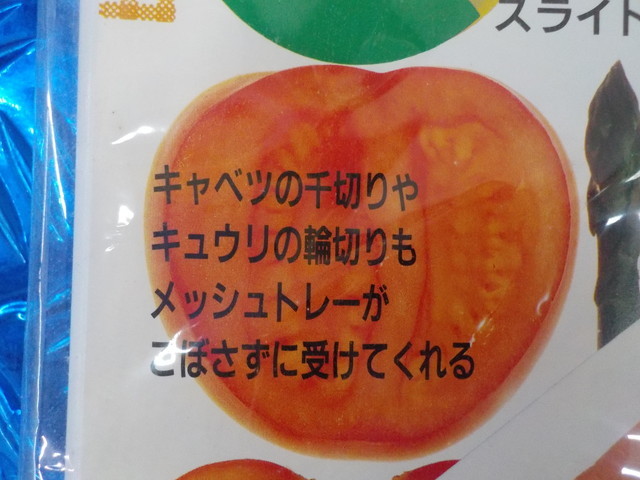 スライト
キャベツの千切りや
キュウリの輪切りも
メッシュトレーが
こぼさずに受けてくれる